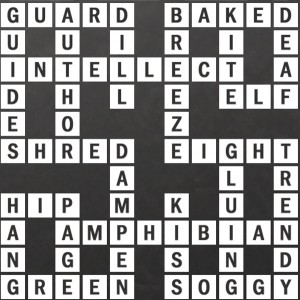 GUARD BAKED
U U I R I E
INTELLECT A
D H L E ELF
E O Z
SHRED EIGHT
A L R
HIP M K U E
A AMPHIBIAN
N G E S N D
GREEN SOGGY